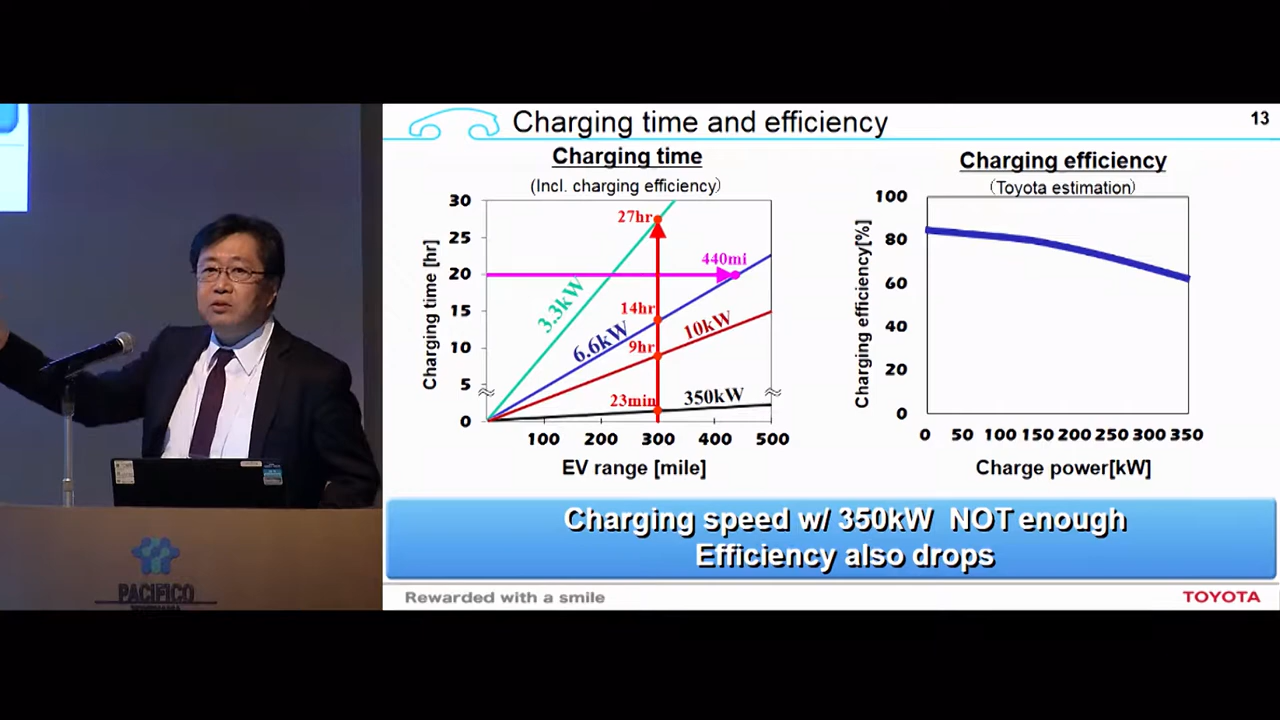 Charging time and efficiency
13
Charging time
(Incl. charging efficiency)
Charging time [hr]
30
25
20
15
10
5
0
27hr
440mi
3.3kW
14hr
6.6kW
10kW
9hr
23min
350kW
100 200 300 400 500
EV range [mile]
Charging efficiency
(Toyota estimation)
Charging efficiency[%]
100
80
60
40
20
0
0 50 100 150 200 250 300 350
Charge power[kW]
Charging speed w/ 350kW NOT enough
Efficiency also drops
Rewarded with a smile
TOYOTA
PACIFICO